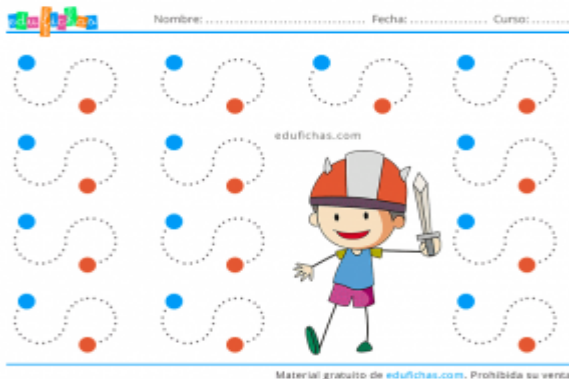 edufichas
Nombre: ................................ Fecha: ................ Curso: ........
edufichas.com
Material gratuito de edufichas.com. Prohibida su venta